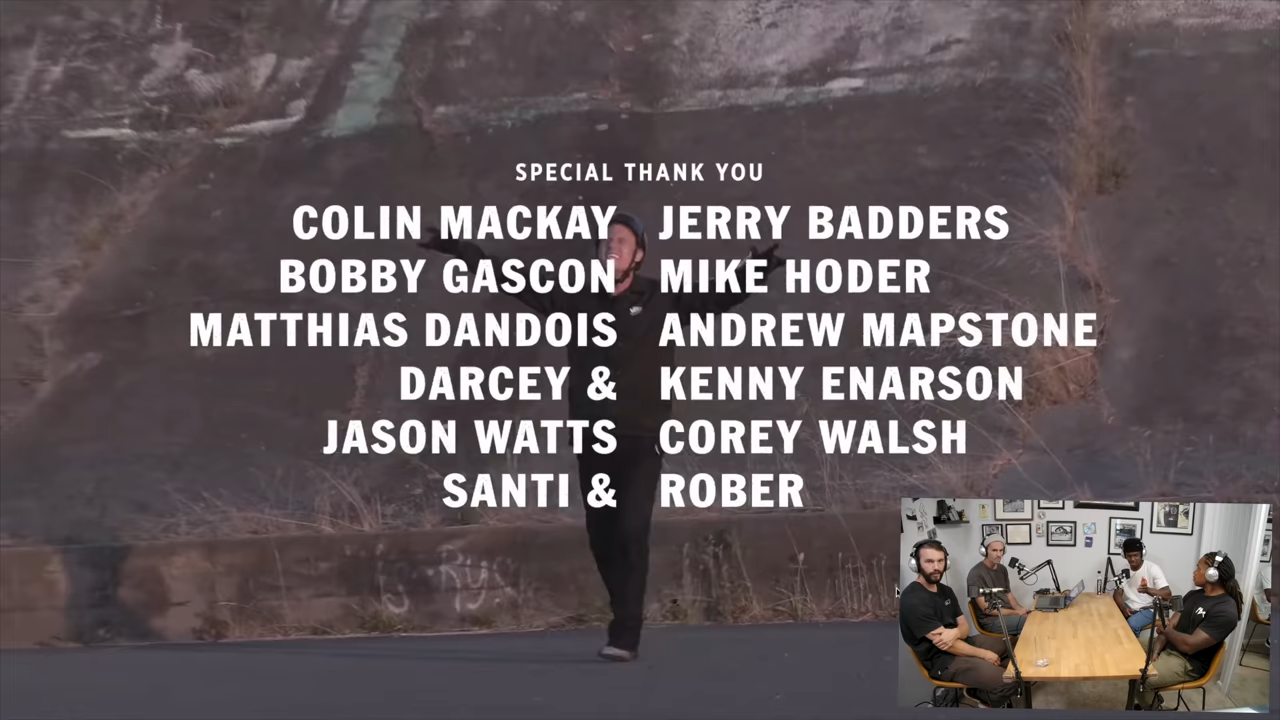 SPECIAL THANK YOU
COLIN MACKAY JERRY BADDERS
BOBBY GASCON MIKE HODER
MATTHIAS DANDOIS ANDREW MAPSTONE
DARCEY & KENNY ENARSON
JASON WATTS COREY WALSH
SANTI & ROBER